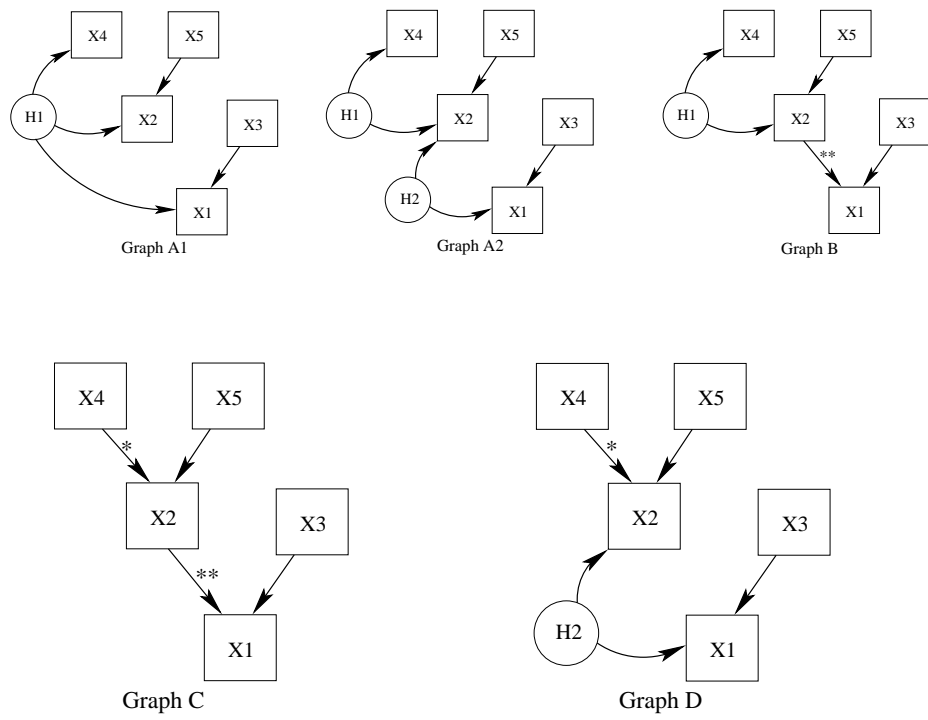 X4 X5 X4 X5 X4 X5
H1 X2 X3 H1 X2 X3 H1 X2 X3
**
H2
X1 X1 X1
Graph A1 Graph A2 Graph B
X4 X5 X4 X5
* *
X2 X3 X2 X3
**
H2
X1 X1
Graph C Graph D